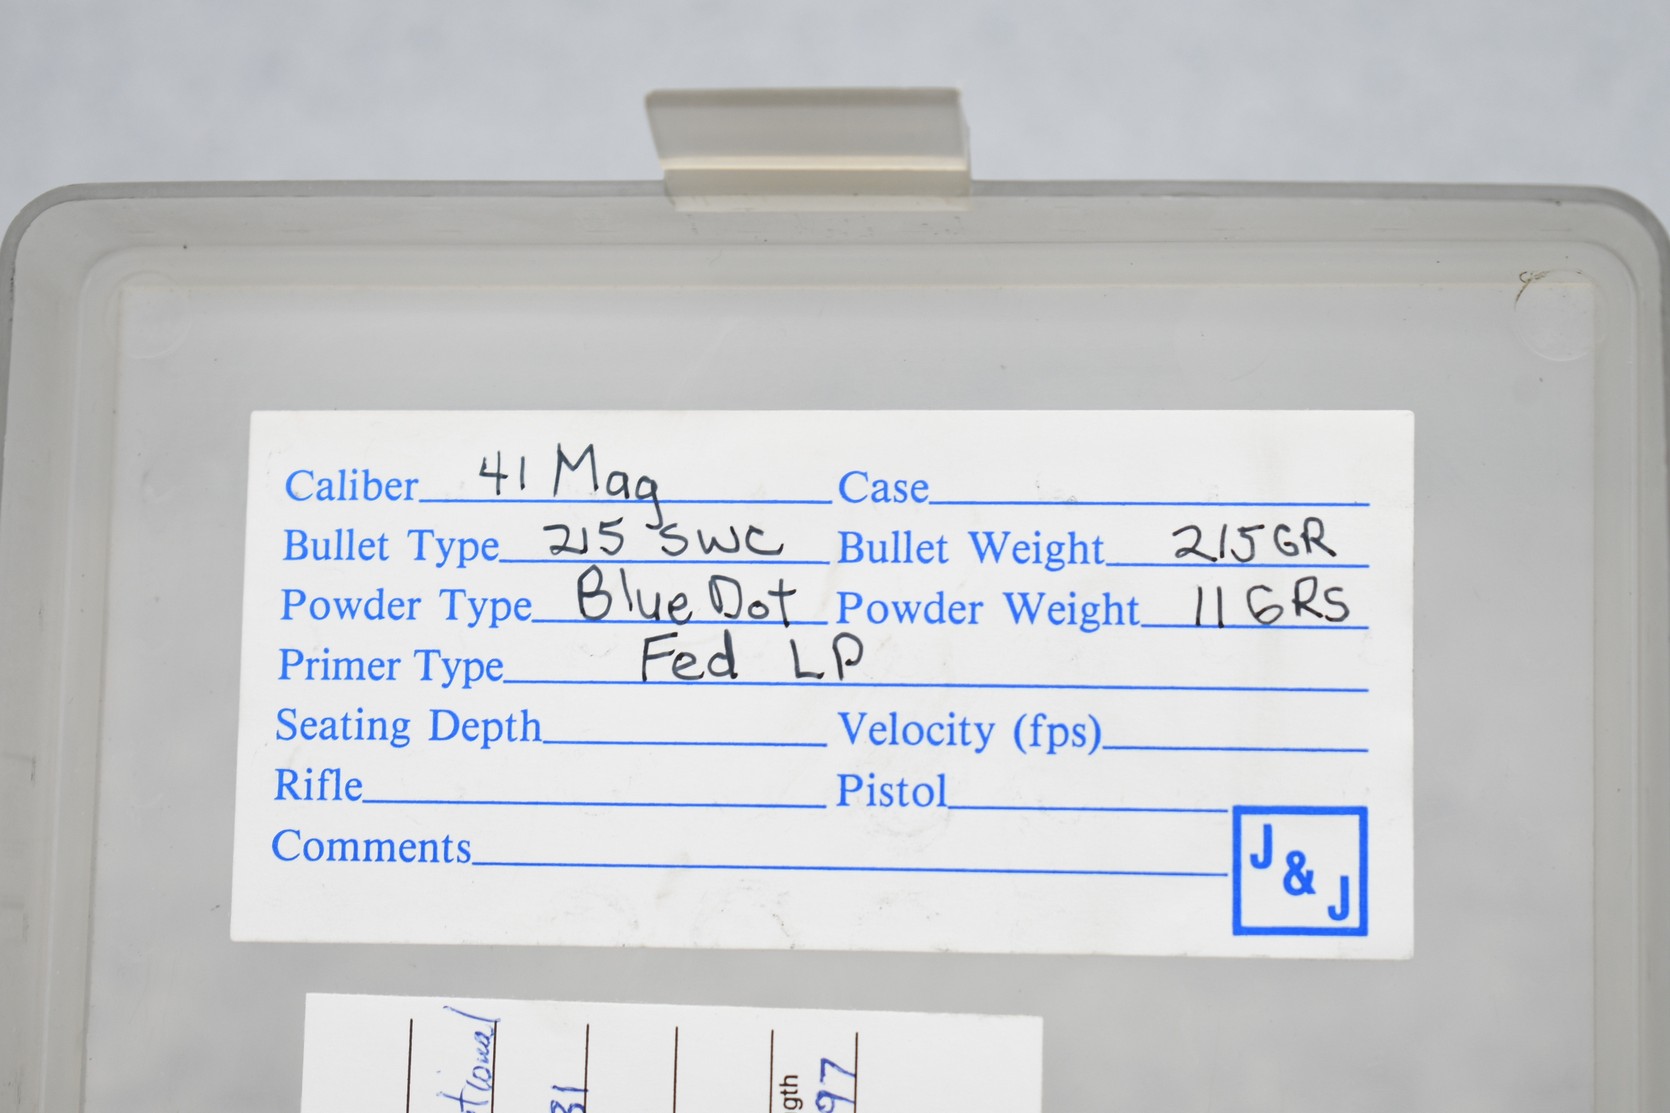 Caliber 41 Mag Case
Bullet Type 215 SWC Bullet Weight 215GR
Powder Type Blue Dot Powder Weight 11 GRS
Primer Type Fed LP
Seating Depth Velocity (fps)
Rifle Pistol
Comments
J & J
97